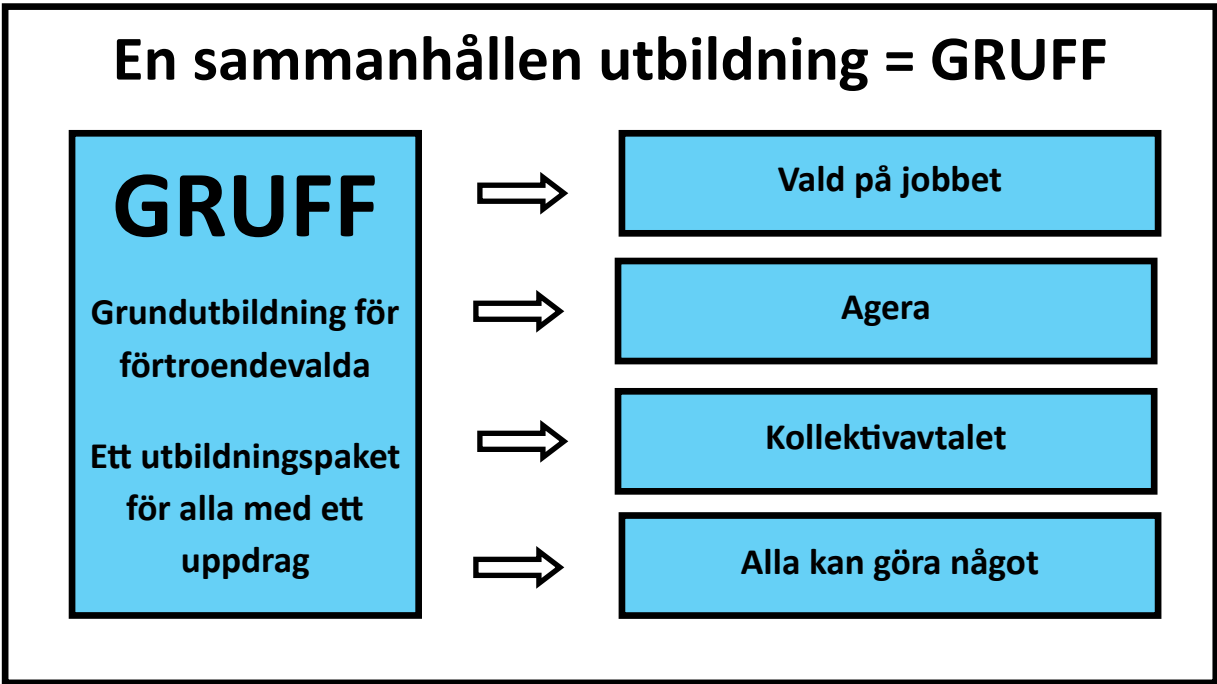 En sammanhållen utbildning = GRUFF
GRUFF
Grundutbildning för
förtroendevalda
Ett utbildningspaket
för alla med ett
uppdrag
Vald på jobbet
Agera
Kollektivavtalet
Alla kan göra något